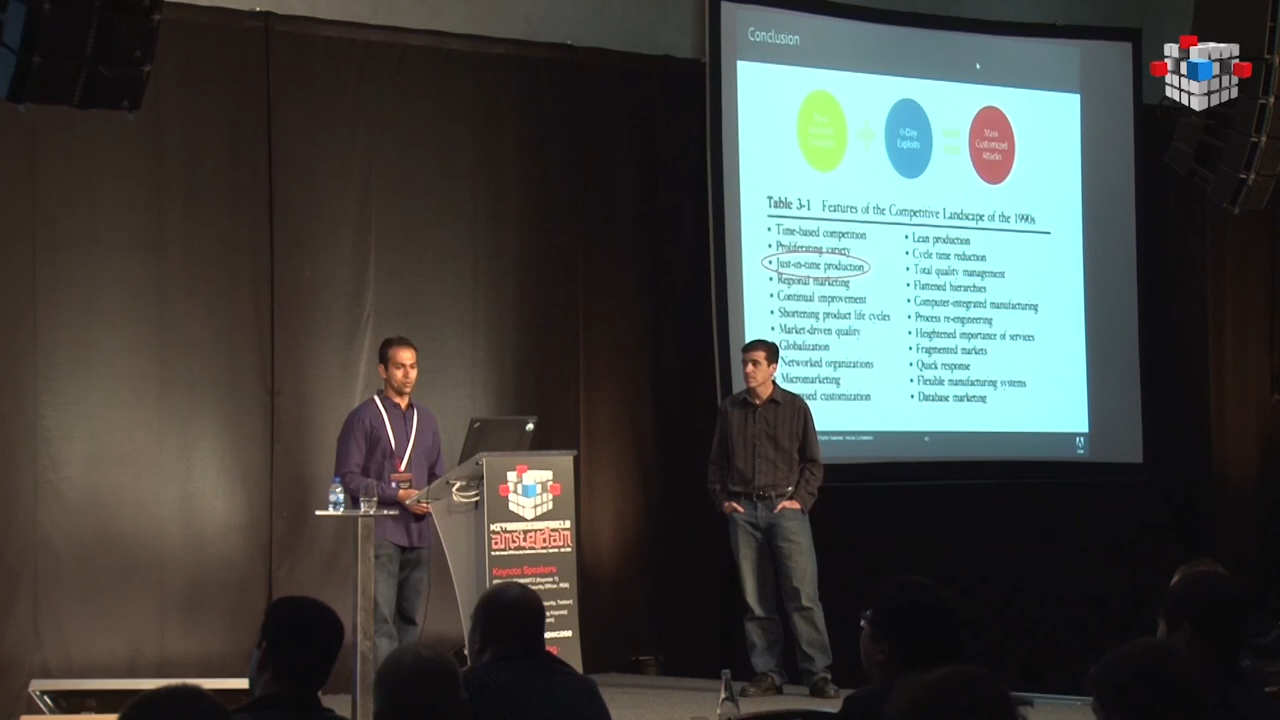 Conclusion
0-Day
Exploits
Mass
Customized
Attacks
Table 3-1 Features of the Competitive Landscape of the 1990s
• Time-based competition
• Proliferating variety
• Just-in-time production
• Regional marketing
• Continual improvement
• Shortening product life cycles
• Market-driven quality
Globalization
Networked organizations
Micromarketing
ased customization
• Lean production
• Cycle time reduction
• Total quality management
• Flattened hierarchies
• Computer-integrated manufacturing
• Process re-engineering
• Heightened importance of services
• Fragmented markets
• Quick response
• Flexible manufacturing systems
• Database marketing
amsterdam
Keynote Speakers